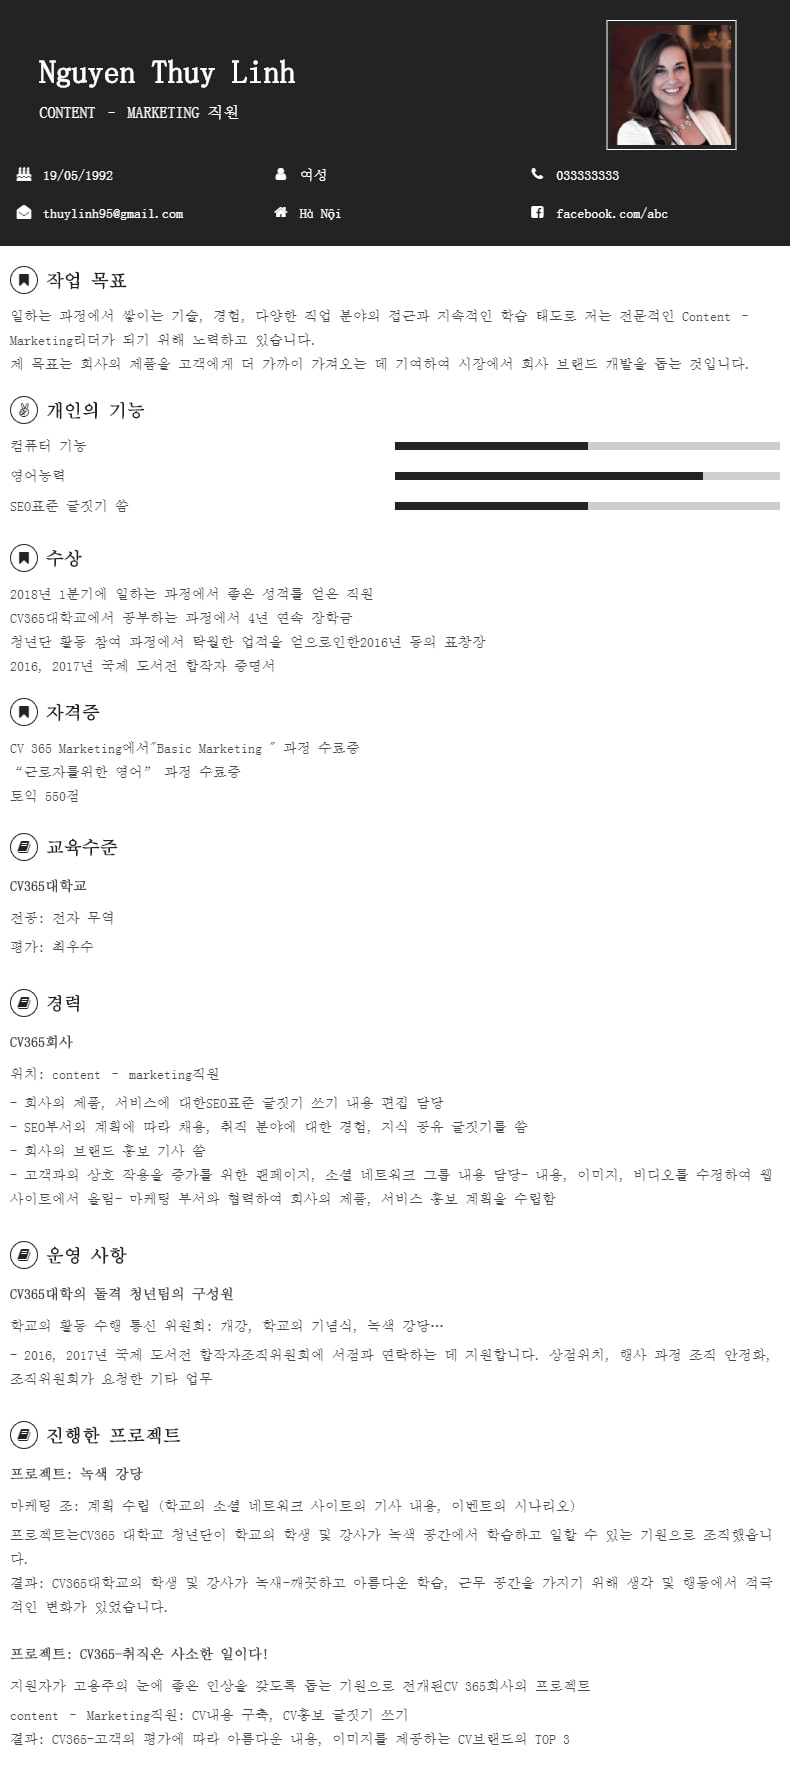 Nguyen Thuy Linh
CONTENT - MARKETING 직원
19/05/1992
여성
033333333
thuylinh95@gmail.com
Hà Nội
facebook.com/abc
작업 목표
일하는 과정에서 쌓이는 기술, 경험, 다양한 직업 분야의 접근과 지속적인 학습 태도로 저는 전문적인 Content -
Marketing리더가 되기 위해 노력하고 있습니다.
제 목표는 회사의 제품을 고객에게 더 가까이 가져오는 데 기여하여 시장에서 회사 브랜드 개발을 돕는 것입니다.
개인의 기능
컴퓨터 기능
영어능력
SEO표준 글짓기 씀
수상
2018년 1분기에 일하는 과정에서 좋은 성적를 얻은 직원
CV365대학교에서 공부하는 과정에서 4년 연속 장학금
청년단 활동 참여 과정에서 탁월한 업적을 얻으로인한2016년 동의 표창장
2016, 2017년 국제 도서전 합작자 증명서
자격증
CV 365 Marketing에서"Basic Marketing " 과정 수료증
“근로자를위한 영어” 과정 수료증
토익 550점
교육수준
CV365대학교
전공: 전자 무역
평가: 최우수
경력
CV365회사
위치: content - marketing직원
- 회사의 제품, 서비스에 대한SEO표준 글짓기 쓰기 내용 편집 담당
- SEO부서의 계획에 따라 채용, 취직 분야에 대한 경험, 지식 공유 글짓기를 씀
- 회사의 브랜드 홍보 기사 씀
- 고객과의 상호 작용을 증가를 위한 팬페이지, 소셜 네트워크 그룹 내용 담당- 내용, 이미지, 비디오를 수정하여 웹
사이트에서 올림- 마케팅 부서와 협력하여 회사의 제품, 서비스 홍보 계획을 수립함
운영 사항
CV365대학의 돌격 청년팀의 구성원
학교의 활동 수행 통신 위원회: 개강, 학교의 기념식, 녹색 강당…
- 2016, 2017년 국제 도서전 합작자조직위원회에 서점과 연락하는 데 지원합니다. 상점위치, 행사 과정 조직 안정화,
조직위원회가 요청한 기타 업무
진행한 프로젝트
프로젝트: 녹색 강당
마케팅 조: 계획 수립 (학교의 소셜 네트워크 사이트의 기사 내용, 이벤트의 시나리오)
프로젝트는CV365 대학교 청년단이 학교의 학생 및 강사가 녹색 공간에서 학습하고 일할 수 있는 기원으로 조직했습니
다.
결과: CV365대학교의 학생 및 강사가 녹새-깨끗하고 아름다운 학습, 근무 공간을 가지기 위해 생각 및 행동에서 적극
적인 변화가 있었습니다.
프로젝트: CV365-취직은 사소한 일이다!
지원자가 고용주의 눈에 좋은 인상을 갖도록 돕는 기원으로 전개된CV 365회사의 프로젝트
content - Marketing직원: CV내용 구축, CV홍보 글짓기 쓰기
결과: CV365-고객의 평가에 따라 아름다운 내용, 이미지를 제공하는 CV브랜드의 TOP 3